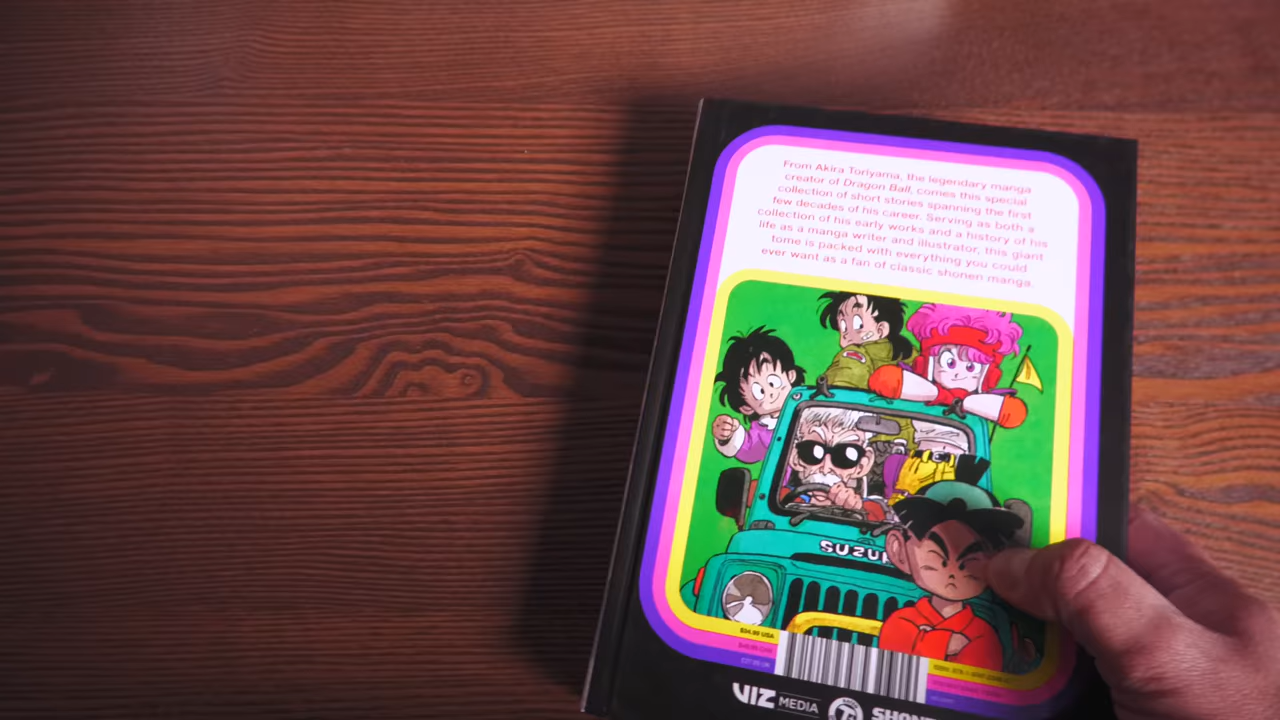 From Akira Toriyama, the legendary manga
creator of Dragon Ball, comes this special
collection of short stories spanning the first
few decades of his career. Serving as both a
collection of his early works and a history of his
life as a manga writer and illustrator, this giant
tome is packed with everything you could
ever want as a fan of classic shonen manga.
SUZUK
$34.99 USA
VIZ MEDIA